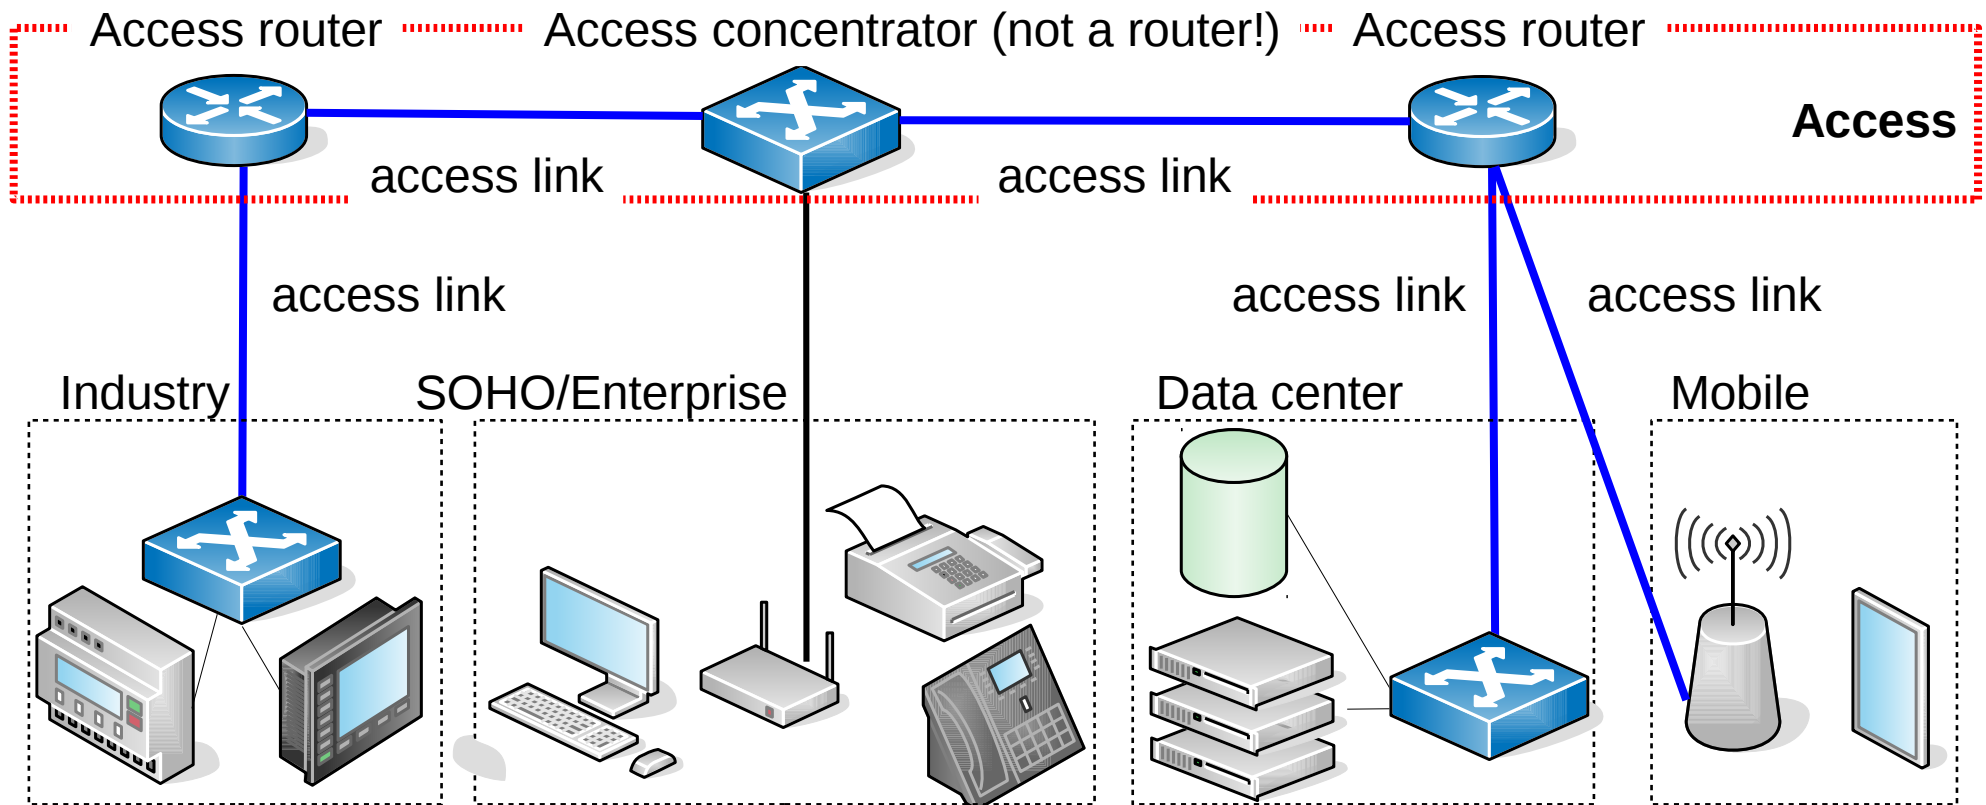 Access router
Access concentrator (not a router!)
Access router
Access
access link
access link
access link
access link
access link
Industry
SOHO/Enterprise
Data center
Mobile